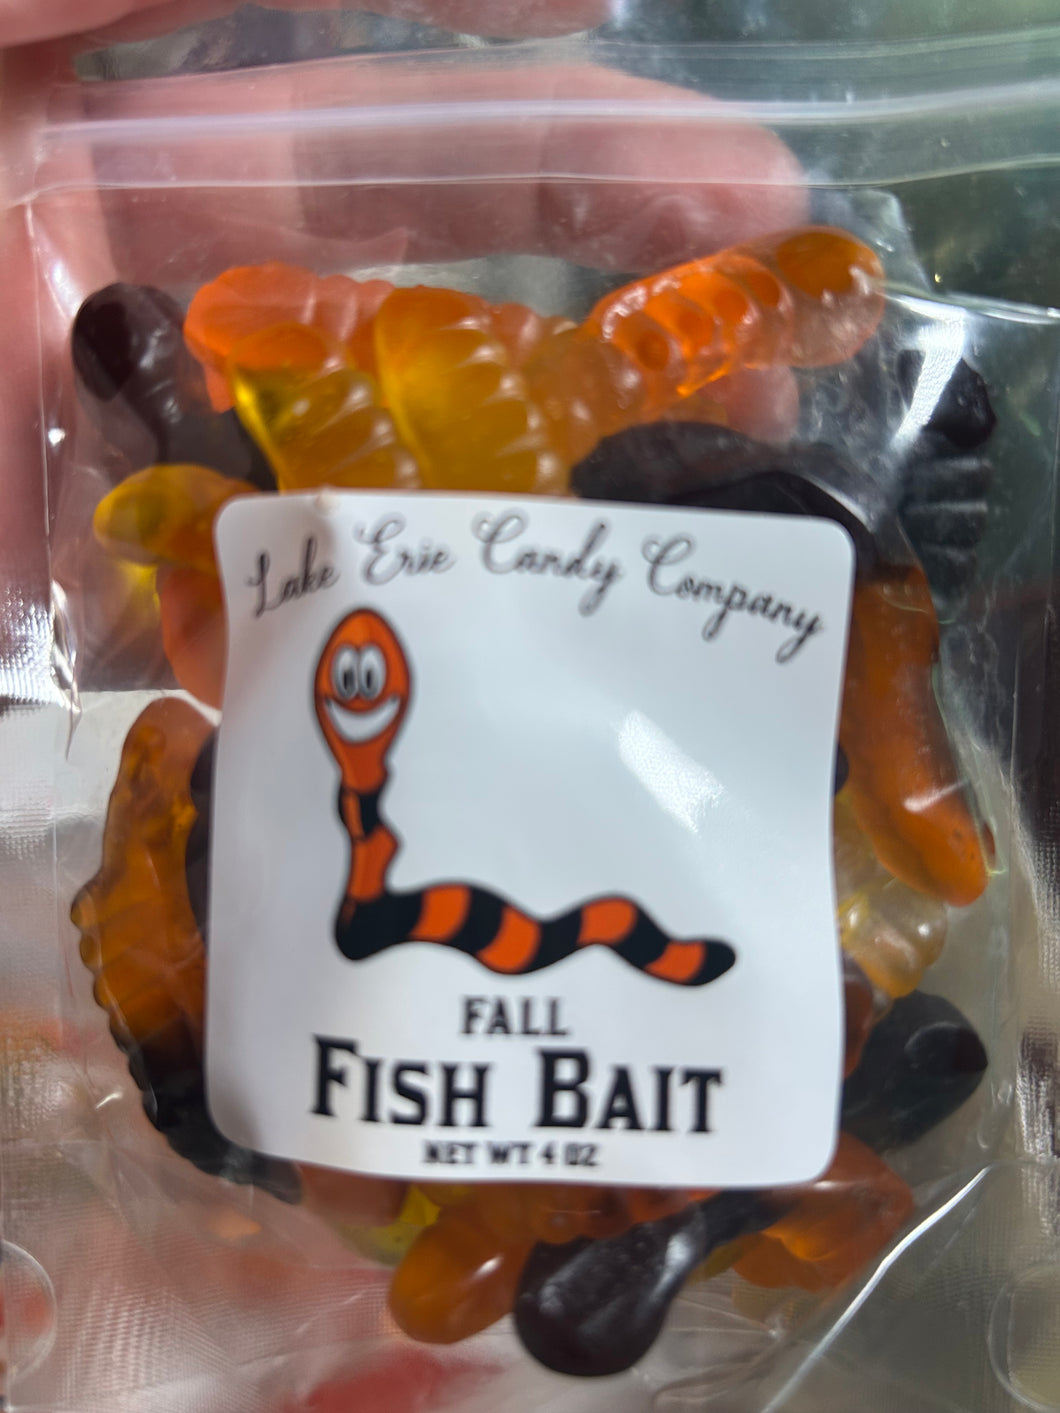 Lake Erie Candy Company
FALL
FISH BAIT
NET WT 4 OZ